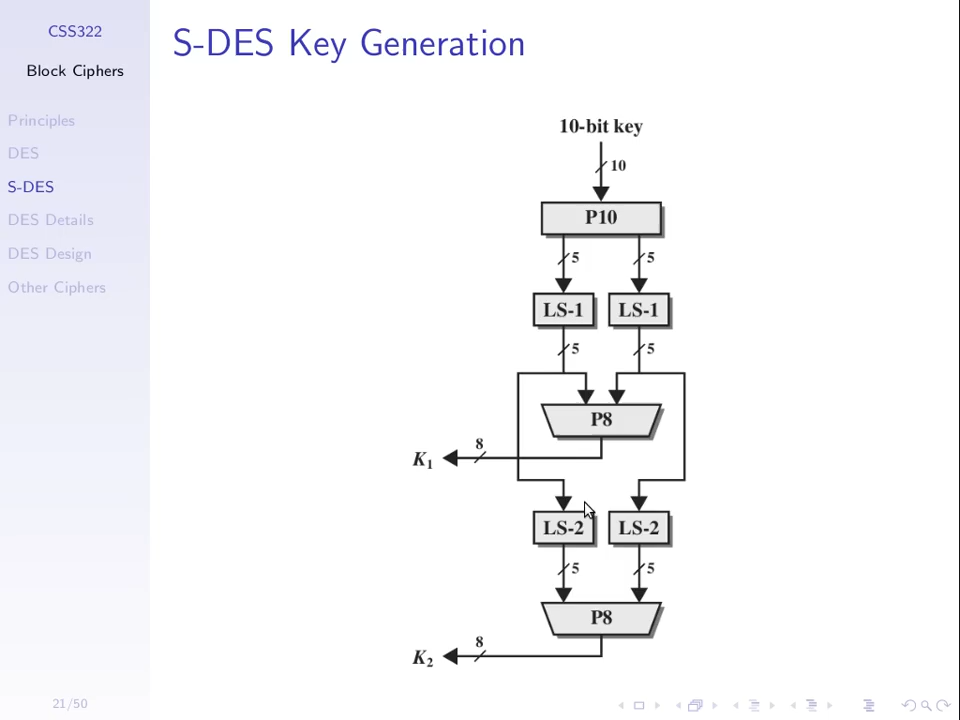 CSS322
Block Ciphers
Principles
DES
S-DES
DES Details
DES Design
Other Ciphers
21/50
S-DES Key Generation
10-bit key
10
P10
5 5
LS-1 LS-1
5 5
P8
8
K1
LS-2 LS-2
5 5
P8
8
K2